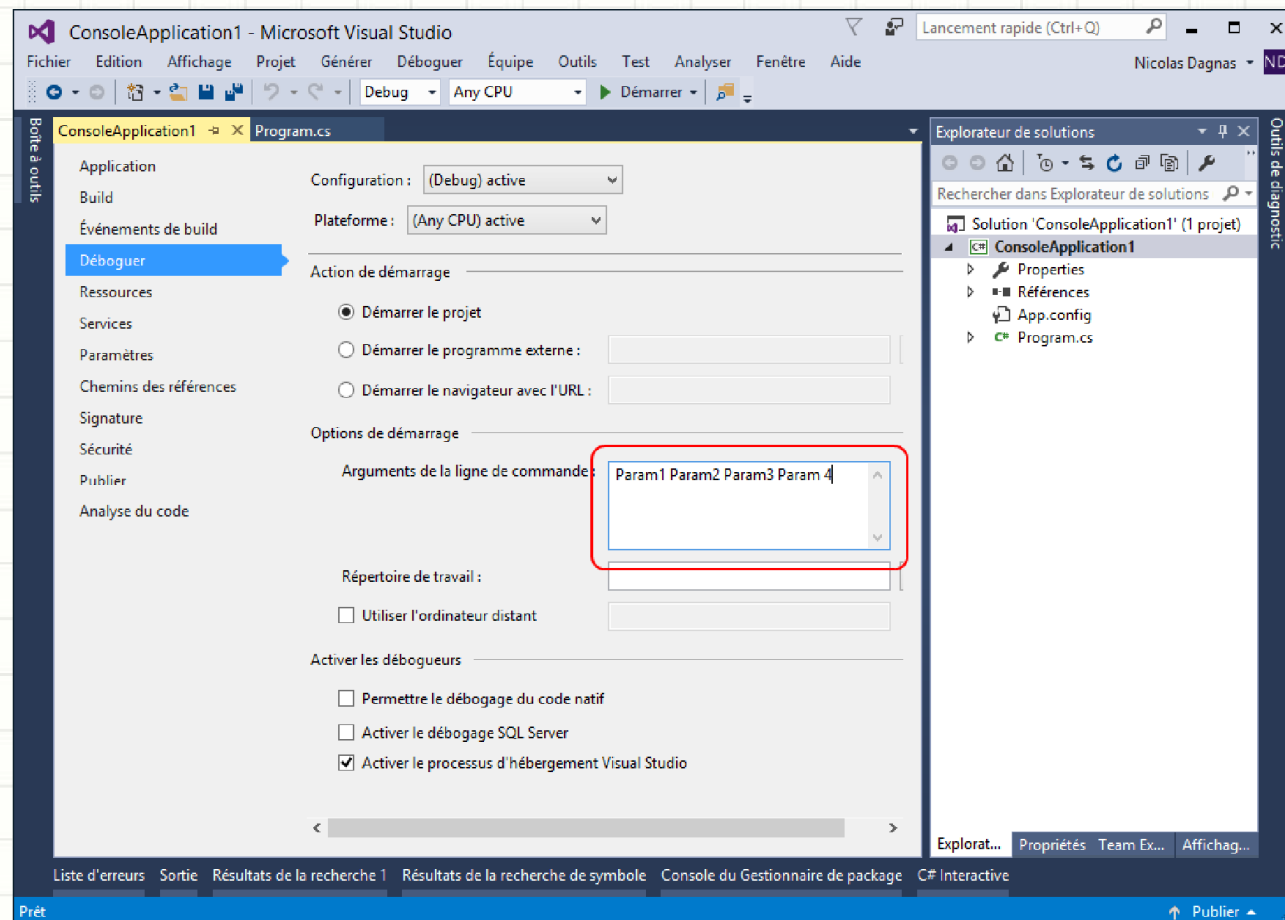 ConsoleApplication1 - Microsoft Visual Studio
Lancement rapide (Ctrl+Q)
Fichier Edition Affichage Projet Générer Déboguer Équipe Outils Test Analyser Fenêtre Aide
Nicolas Dagnas
ND
Debug Any CPU Démarrer
Boîte à outils
ConsoleApplication1 Program.cs
Application
Build
Événements de build
Déboguer
Ressources
Services
Paramètres
Chemins des références
Signature
Sécurité
Publier
Analyse du code
Configuration : (Debug) active
Plateforme : (Any CPU) active
Action de démarrage
Démarrer le projet
Démarrer le programme externe :
Démarrer le navigateur avec l'URL :
Options de démarrage
Arguments de la ligne de commande : Param1 Param2 Param3 Param 4
Répertoire de travail :
Utiliser l'ordinateur distant
Activer les débogueurs
Permettre le débogage du code natif
Activer le débogage SQL Server
Activer le processus d'hébergement Visual Studio
Explorateur de solutions
Rechercher dans Explorateur de solutions
Solution 'ConsoleApplication1' (1 projet)
C# ConsoleApplication1
Properties
Références
App.config
C# Program.cs
Explorat... Propriétés Team Ex... Affichag...
Outils de diagnostic
Liste d'erreurs Sortie Résultats de la recherche 1 Résultats de la recherche de symbole Console du Gestionnaire de package C# Interactive
Prêt
Publier